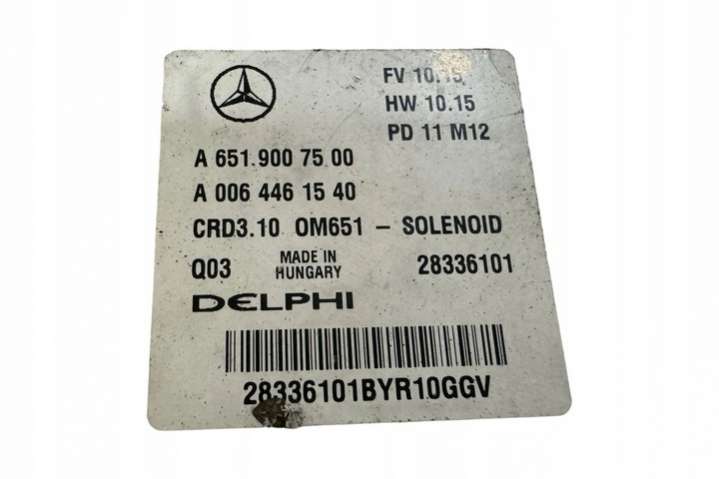 FV 10.15
HW 10.15
PD 11 M12
A 651 900 75 00
A 006 446 15 40
CRD3.10 OM651 – SOLENOID
Q03 MADE IN HUNGARY 28336101
DELPHI
28336101BYR10GGV